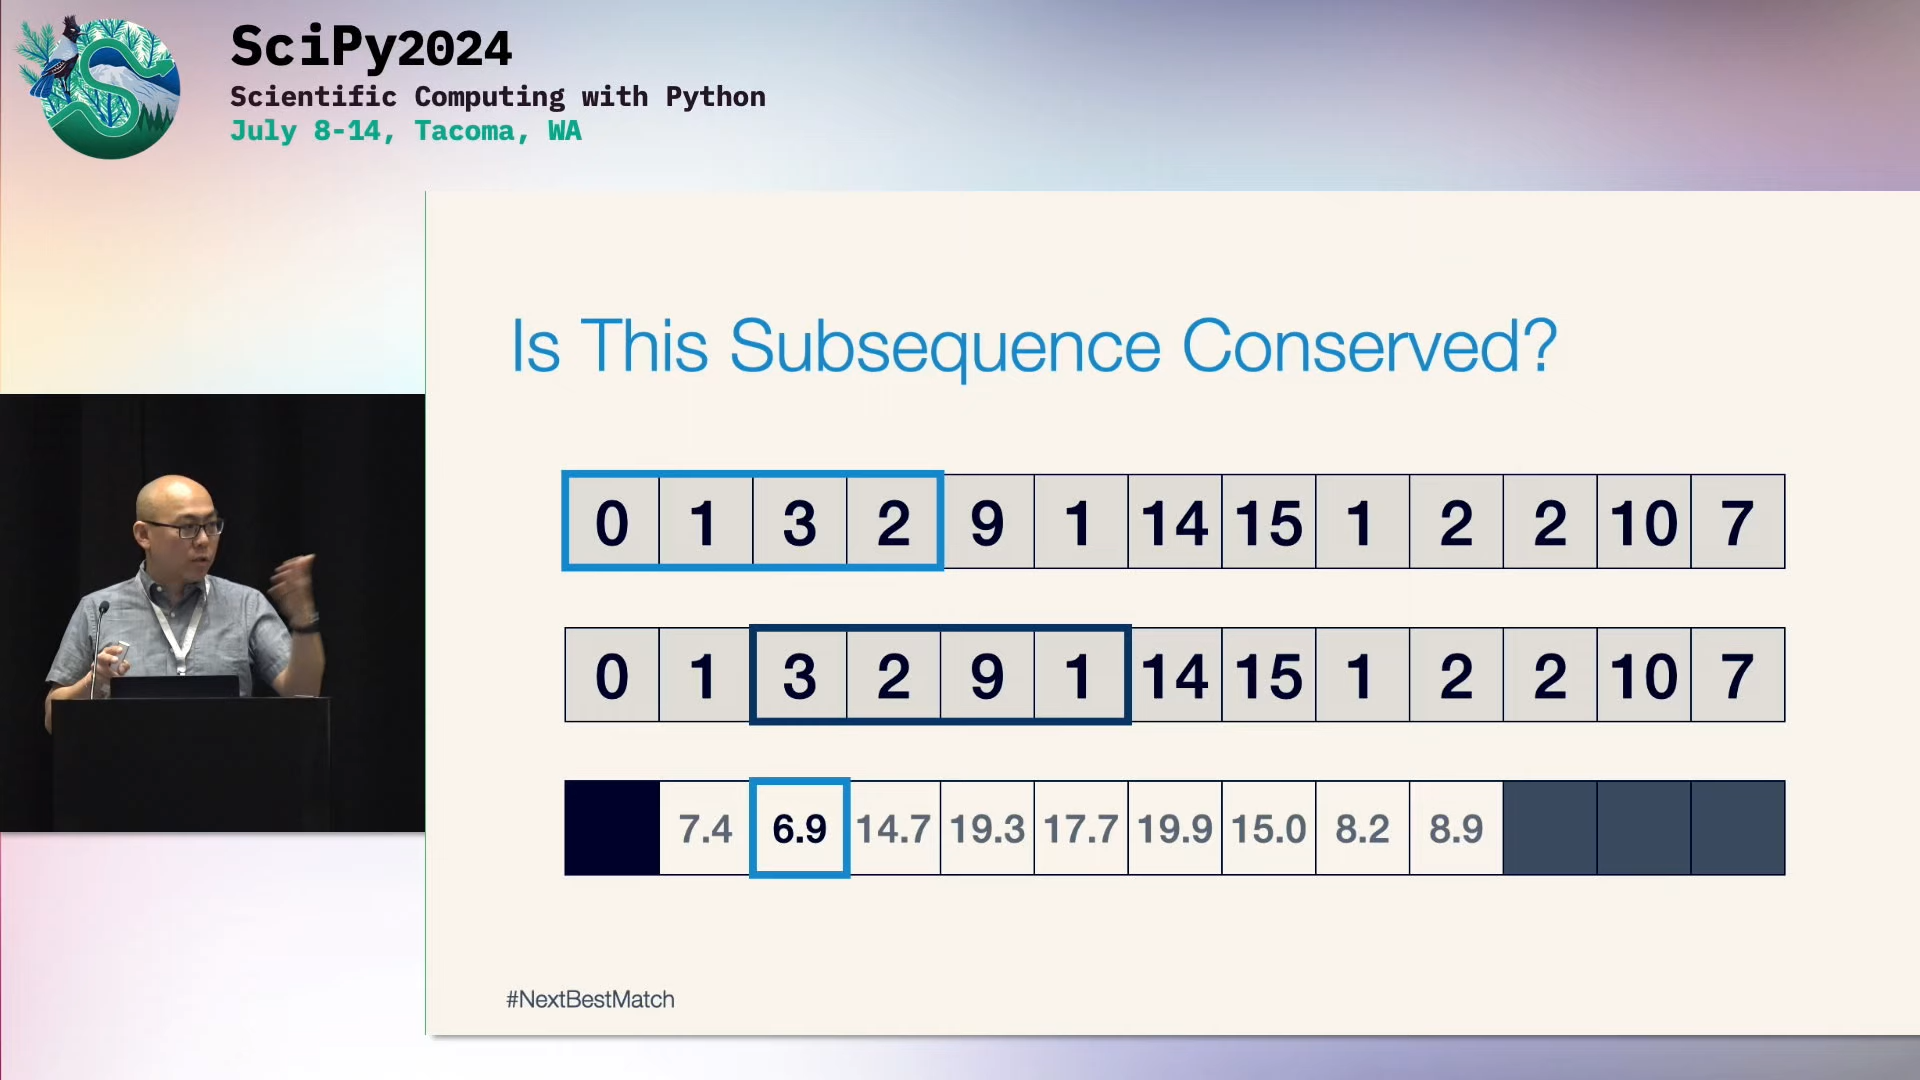 SciPy2024
Scientific Computing with Python
July 8-14, Tacoma, WA
Is This Subsequence Conserved?
0 1 3 2 9 1 14 15 1 2 2 10 7
0 1 3 2 9 1 14 15 1 2 2 10 7
7.4 6.9 14.7 19.3 17.7 19.9 15.0 8.2 8.9
#NextBestMatch